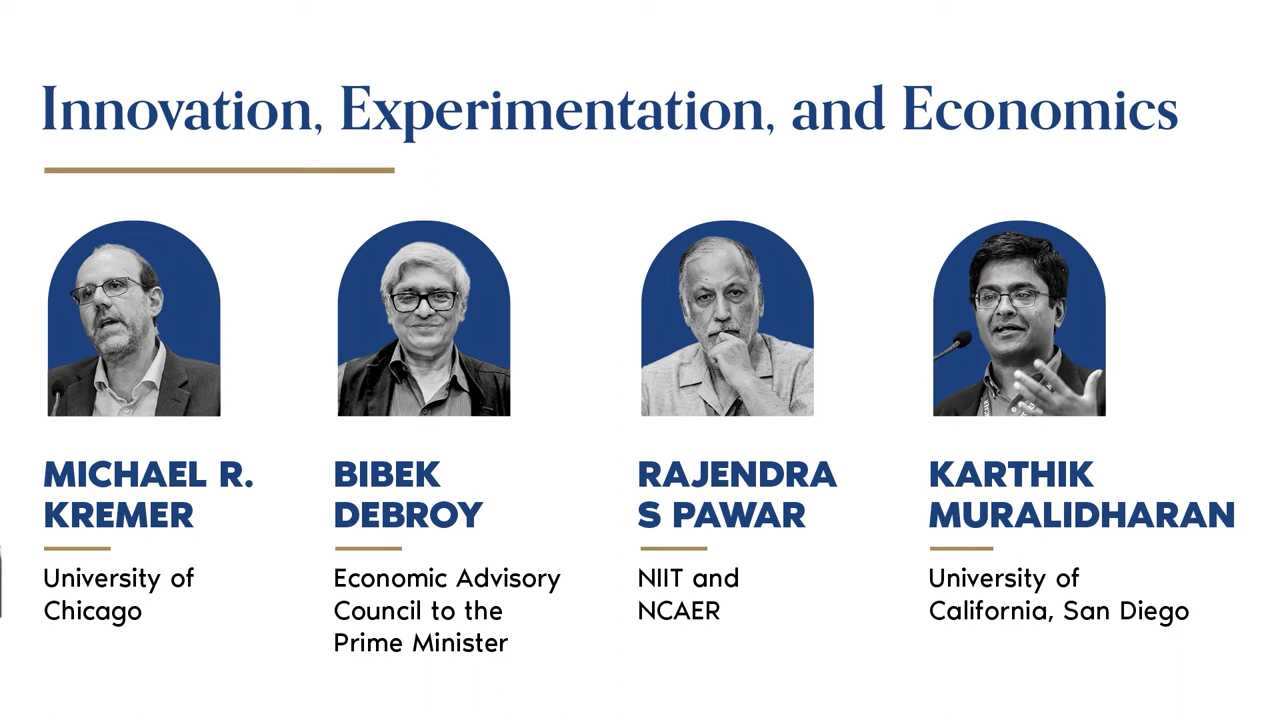 Innovation, Experimentation, and Economics
MICHAEL R.
KREMER
University of
Chicago
BIBEK
DEBROY
Economic Advisory
Council to the
Prime Minister
RAJENDRA
S PAWAR
NIIT and
NCAER
KARTHIK
MURALIDHARAN
University of
California, San Diego